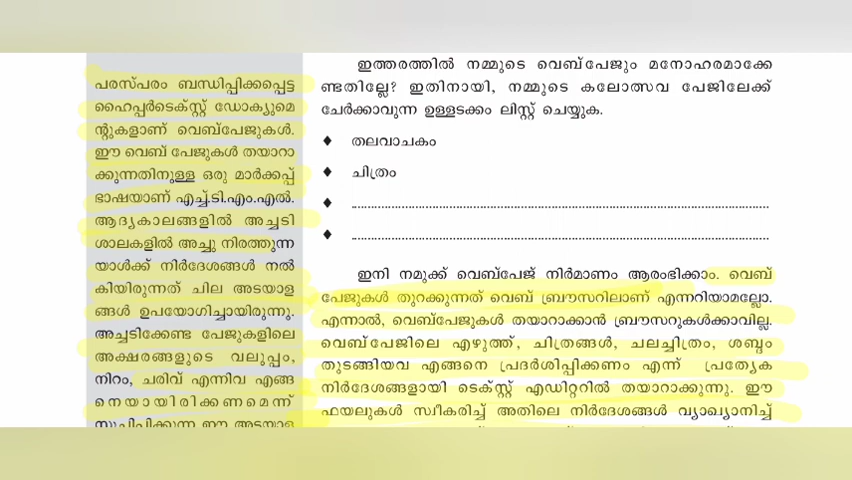 പരസ്പരം ബന്ധിപ്പിക്കപ്പെട്ട
ഹൈപ്പർടെക്സ്റ്റ് ഡോക്യുമെ
ന്റുകളാണ് വെബ്പേജുകൾ.
ഈ വെബ് പേജുകൾ തയാറാ
ക്കുന്നതിനുള്ള ഒരു മാർക്കപ്പ്
ഭാഷയാണ് എച്ച്.ടി.എം.എൽ.
ആദ്യകാലങ്ങളിൽ അച്ചടി
ശാലകളിൽ അച്ചു നിരത്തുന്ന
യാൾക്ക് നിർദേശങ്ങൾ നൽ
കിയിരുന്നത് ചില അടയാള
ങ്ങൾ ഉപയോഗിച്ചായിരുന്നു.
അച്ചടിക്കേണ്ട പേജുകളിലെ
അക്ഷരങ്ങളുടെ വലുപ്പം,
നിറം, ചരിവ് എന്നിവ എങ്ങ
നെയായിരിക്കണമെന്ന്
സൂചിപ്പിക്കുന്ന ഈ അടയാള
ഇത്തരത്തിൽ നമ്മുടെ വെബ്പേജും മനോഹരമാക്കേ
ണ്ടതില്ലേ? ഇതിനായി, നമ്മുടെ കലോത്സവ പേജിലേക്ക്
ചേർക്കാവുന്ന ഉള്ളടക്കം ലിസ്റ്റ് ചെയ്യുക.
♦ തലവാചകം
♦ ചിത്രം
♦ ................................................................
♦ ................................................................
ഇനി നമുക്ക് വെബ്പേജ് നിർമാണം ആരംഭിക്കാം. വെബ്
പേജുകൾ തുറക്കുന്നത് വെബ് ബ്രൗസറിലാണ് എന്നറിയാമല്ലോ.
എന്നാൽ, വെബ്പേജുകൾ തയാറാക്കാൻ ബ്രൗസറുകൾക്കാവില്ല.
വെബ്പേജിലെ എഴുത്ത്, ചിത്രങ്ങൾ, ചലച്ചിത്രം, ശബ്ദം
തുടങ്ങിയവ എങ്ങനെ പ്രദർശിപ്പിക്കണം എന്ന് പ്രത്യേക
നിർദേശങ്ങളായി ടെക്സ്റ്റ് എഡിറ്ററിൽ തയാറാക്കുന്നു. ഈ
ഫയലുകൾ സ്വീകരിച്ച് അതിലെ നിർദേശങ്ങൾ വ്യാഖ്യാനിച്ച്